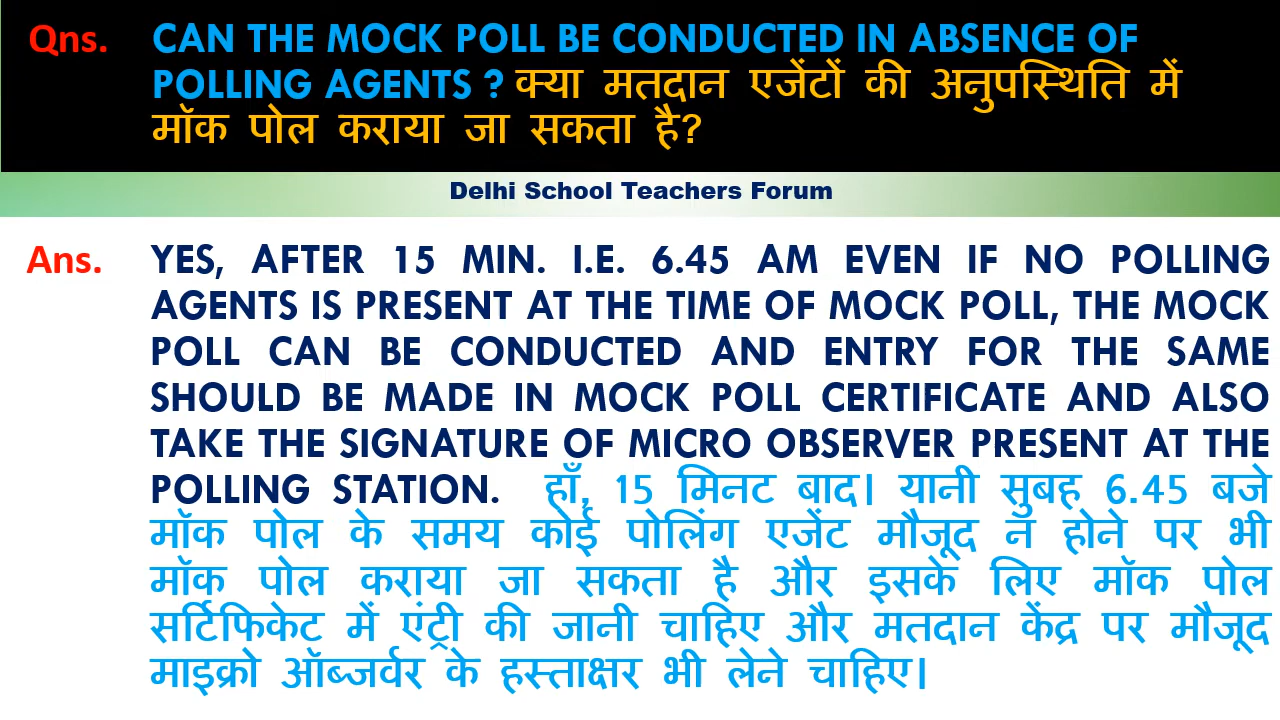 Qns. CAN THE MOCK POLL BE CONDUCTED IN ABSENCE OF
POLLING AGENTS ? क्या मतदान एजेंटों की अनुपस्थिति में
मॉक पोल कराया जा सकता है?
Delhi School Teachers Forum
Ans. YES, AFTER 15 MIN. I.E. 6.45 AM EVEN IF NO POLLING
AGENTS IS PRESENT AT THE TIME OF MOCK POLL, THE MOCK
POLL CAN BE CONDUCTED AND ENTRY FOR THE SAME
SHOULD BE MADE IN MOCK POLL CERTIFICATE AND ALSO
TAKE THE SIGNATURE OF MICRO OBSERVER PRESENT AT THE
POLLING STATION. हाँ, 15 मिनट बाद। यानी सुबह 6.45 बजे
मॉक पोल के समय कोई पोलिंग एजेंट मौजूद न होने पर भी
मॉक पोल कराया जा सकता है और इसके लिए मॉक पोल
सर्टिफिकेट में एंट्री की जानी चाहिए और मतदान केंद्र पर मौजूद
माइक्रो ऑब्जर्वर के हस्ताक्षर भी लेने चाहिए।